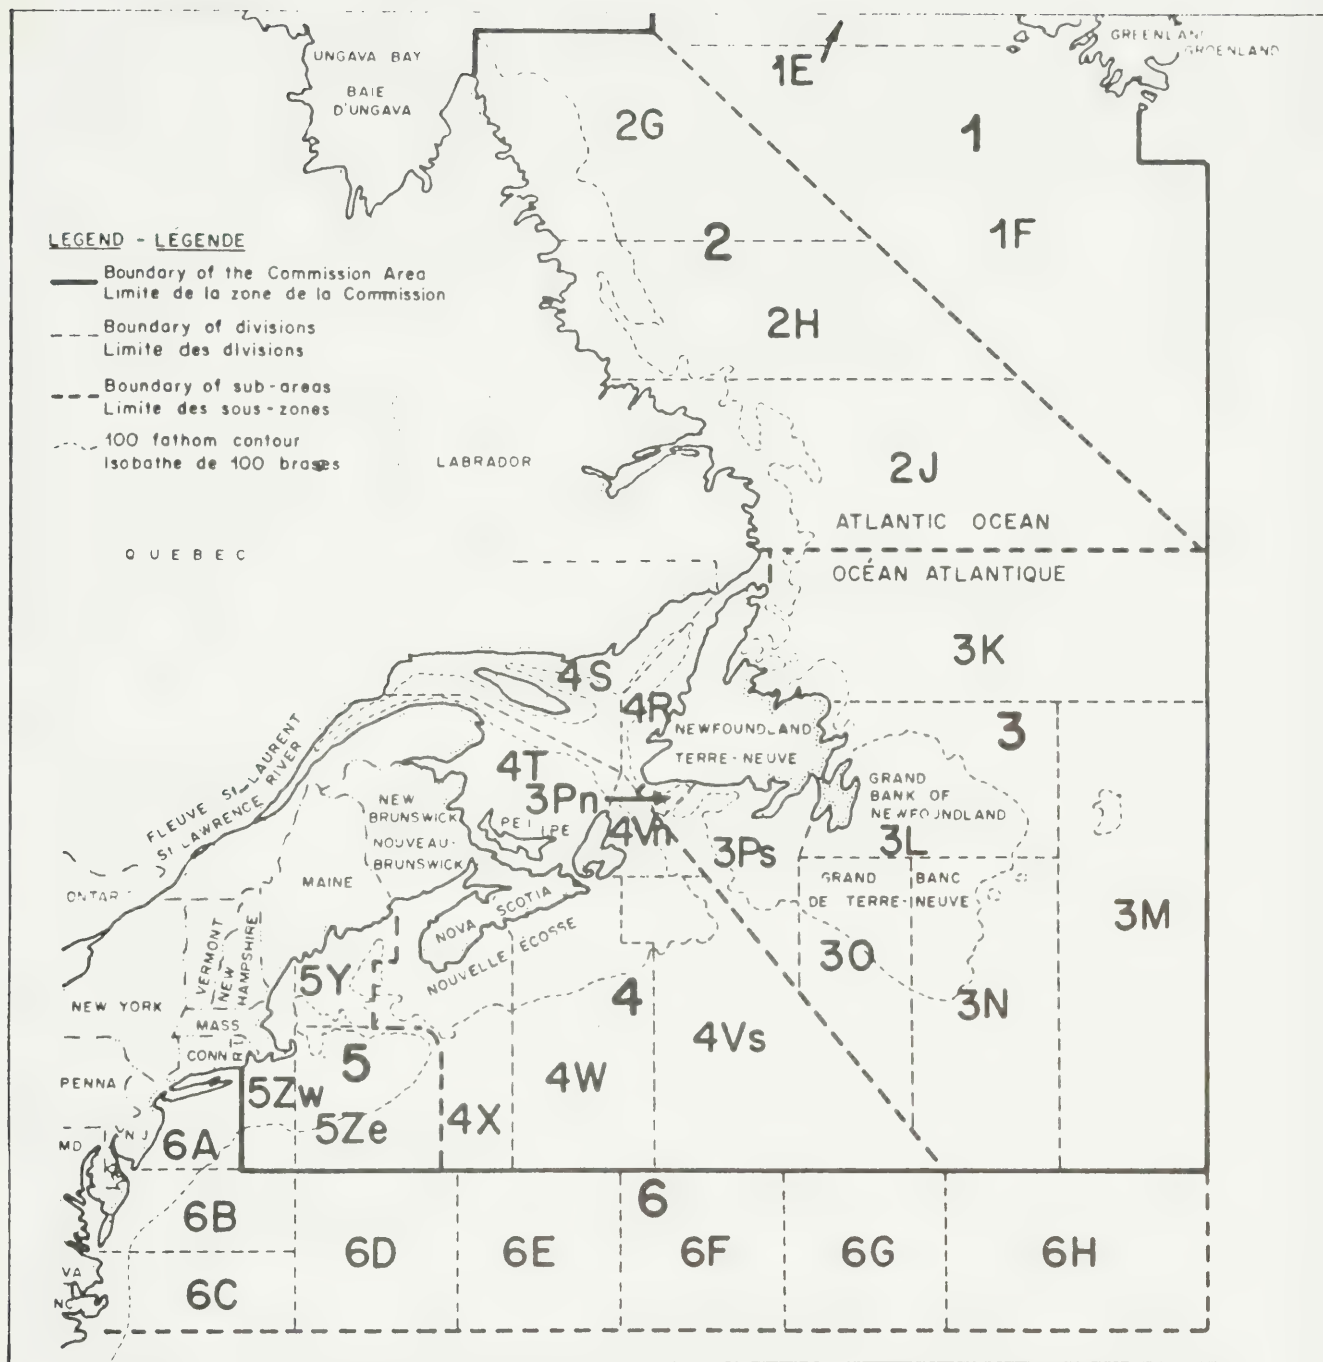 UNGAVA BAY
BAIE
D'UNGAVA
1E
GREENLAND
GROENLAND
2G
1
1F
2
2H
LEGEND - LÉGENDE
Boundary of the Commission Area
Limite de la zone de la Commission
Boundary of divisions
Limite des divisions
Boundary of sub-areas
Limite des sous-zones
100 fathom contour
Isobathe de 100 brases
LABRADOR
2J
ATLANTIC OCEAN
OCÉAN ATLANTIQUE
QUEBEC
3K
4S
4R
NEWFOUNDLAND
TERRE-NEUVE
3
FLEUVE ST-LAURENT
ST LAWRENCE RIVER
4T
3Pn
4Vn
3Ps
GRAND
BANK OF
NEWFOUNDLAND
3L
NEW
BRUNSWICK
NOUVEAU-
BRUNSWICK
PE IPE
MAINE
ONTAR
GRAND BANC
DE TERRE-NEUVE
3M
VERMONT
NEW
HAMPSHIRE
NOVA SCOTIA
NOUVELLE ÉCOSSE
3O
3N
5Y
4
4Vs
NEW YORK
MASS
CONN
R I
5
4W
PENNA
5Zw
5Ze
4X
MD
N J
6A
6
6B
6D
6E
6F
6G
6H
VA
NC
6C